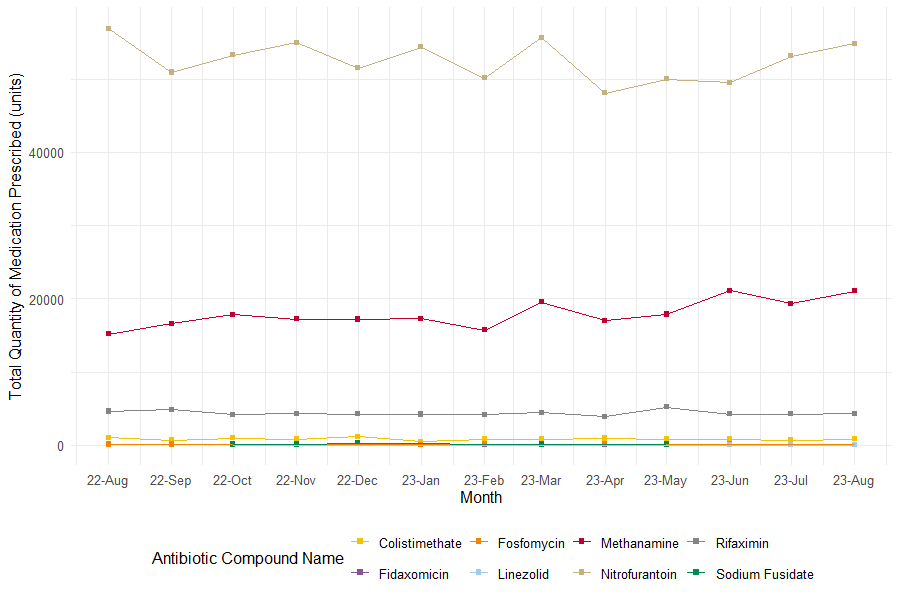 Total Quantity of Medication Prescribed (units)
40000
20000
0
22-Aug 22-Sep 22-Oct 22-Nov 22-Dec 23-Jan 23-Feb 23-Mar 23-Apr 23-May 23-Jun 23-Jul 23-Aug
Month
Antibiotic Compound Name
Colistimethate Fosfomycin Methanamine Rifaximin
Fidaxomicin Linezolid Nitrofurantoin Sodium Fusidate